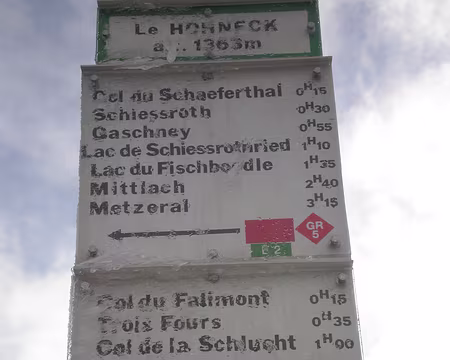 Le HOHNECK
a... 1363m
Col du Schaeferthal 0H15
Schiessroth 0H30
Gaschney 0H55
Lac de Schiessrothried 1H10
Lac du Fischboedle 1H35
Mittlach 2H40
Metzeral 3H15
GR
5
E 2
Col du Falimont 0H15
Trois Fours 0H35
Col de la Schlucht 1H00